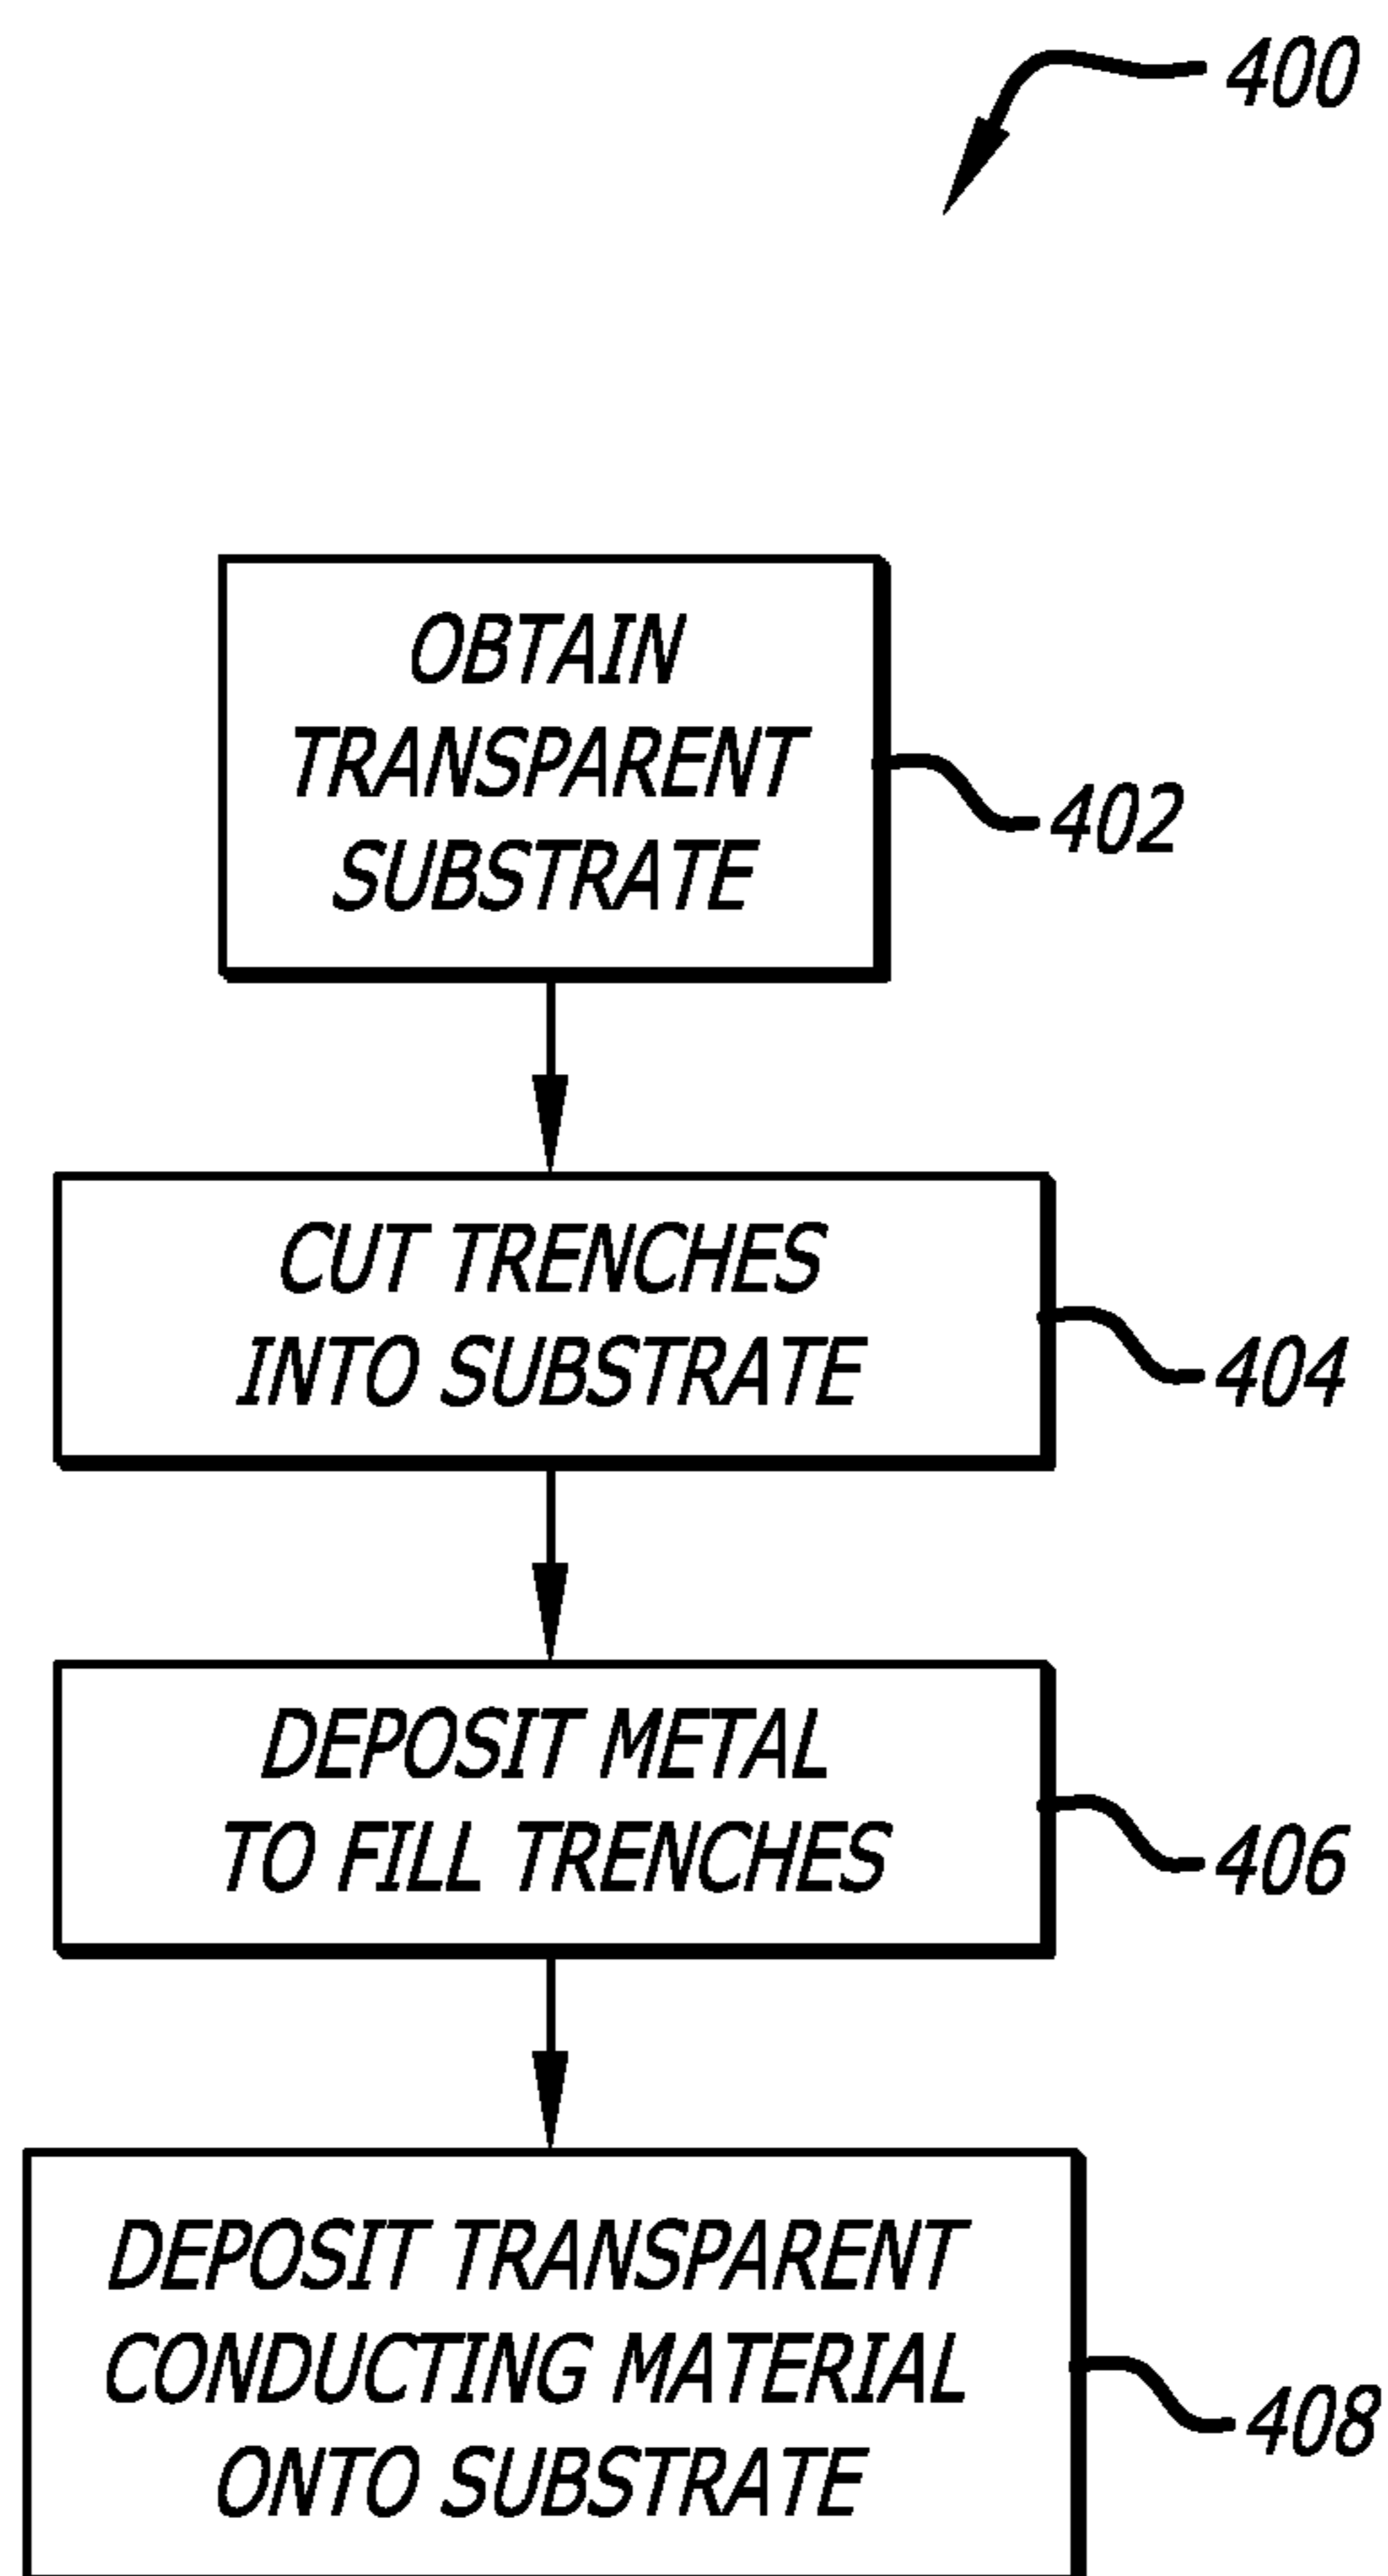 400
OBTAIN
TRANSPARENT
SUBSTRATE
402
CUT TRENCHES
INTO SUBSTRATE
404
DEPOSIT METAL
TO FILL TRENCHES
406
DEPOSIT TRANSPARENT
CONDUCTING MATERIAL
ONTO SUBSTRATE
408